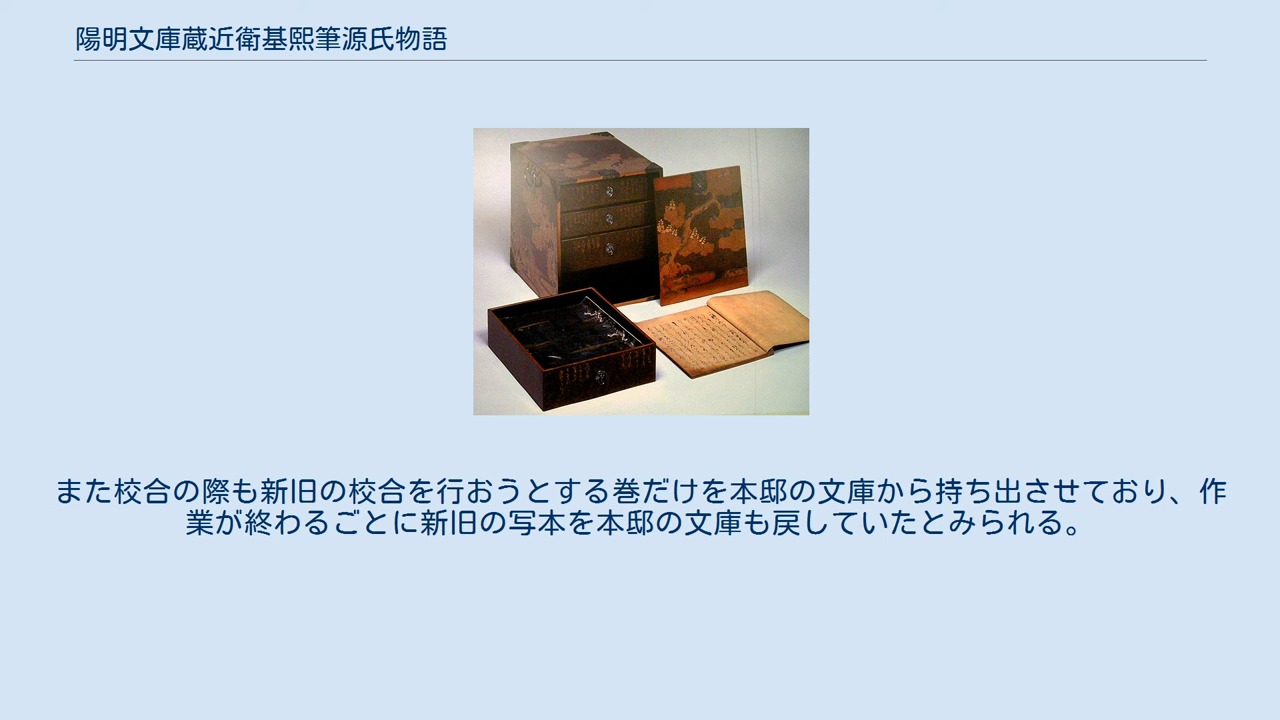 陽明文庫蔵近衛基熙筆源氏物語
また校合の際も新旧の校合を行おうとする巻だけを本邸の文庫から持ち出させており、作
業が終わるごとに新旧の写本を本邸の文庫も戻していたとみられる。